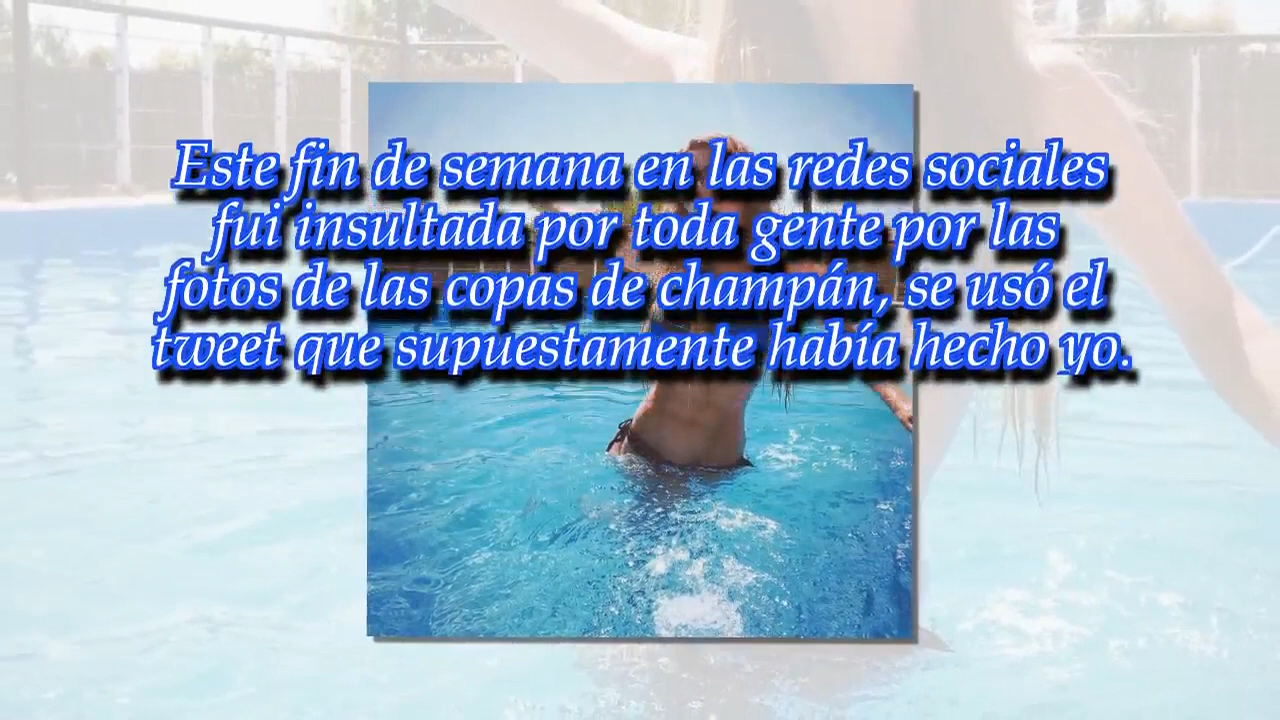 Este fin de semana en las redes sociales
fui insultada por toda gente por las
fotos de las copas de champán, se usó el
tweet que supuestamente había hecho yo.